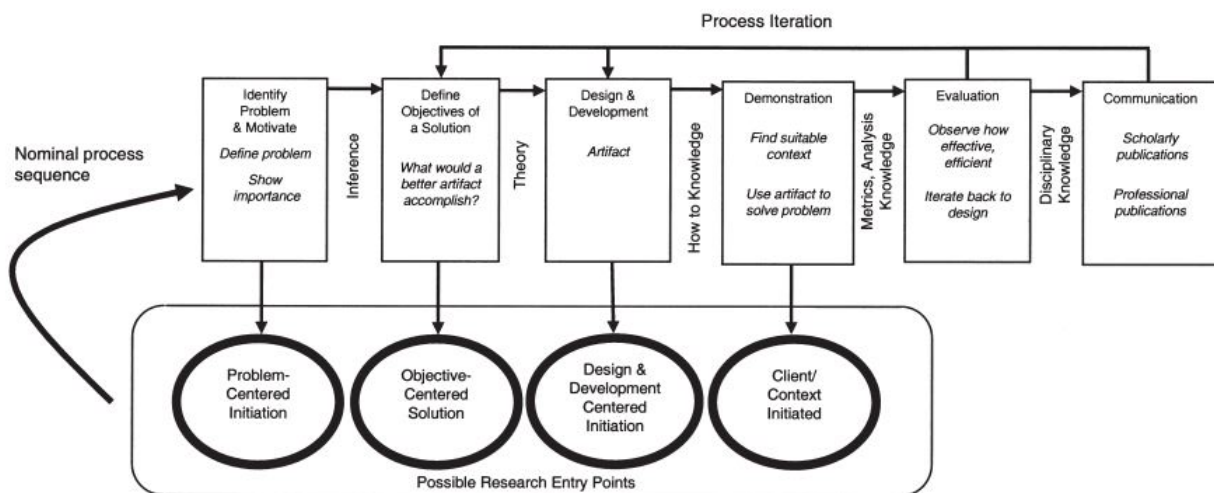 Process Iteration
Nominal process
sequence
Identify
Problem
& Motivate
Define problem
Show
importance
Inference
Define
Objectives of
a Solution
What would a
better artifact
accomplish?
Theory
Design &
Development
Artifact
How to Knowledge
Demonstration
Find suitable
context
Use artifact to
solve problem
Metrics, Analysis
Knowledge
Evaluation
Observe how
effective,
efficient
Iterate back to
design
Disciplinary
Knowledge
Communication
Scholarly
publications
Professional
publications
Problem-
Centered
Initiation
Objective-
Centered
Solution
Design &
Development
Centered
Initiation
Client/
Context
Initiated
Possible Research Entry Points